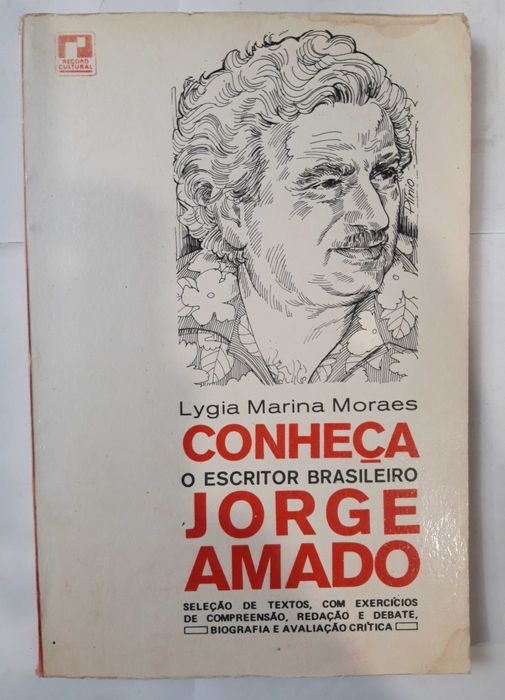 RECORD
CULTURAL
Lygia Marina Moraes
CONHEÇA
O ESCRITOR BRASILEIRO
JORGE
AMADO
SELEÇÃO DE TEXTOS, COM EXERCÍCIOS
DE COMPREENSÃO, REDAÇÃO E DEBATE,
BIOGRAFIA E AVALIAÇÃO CRÍTICA